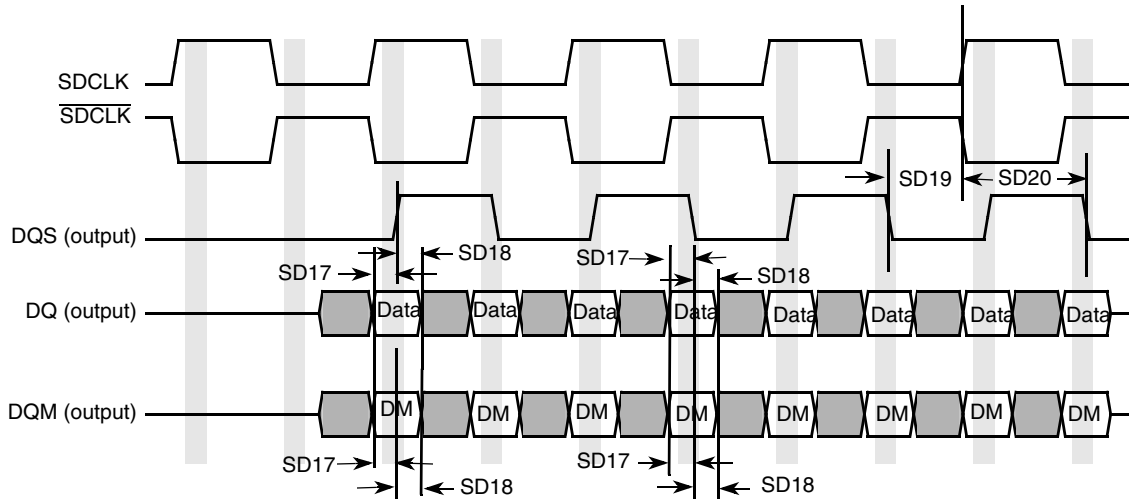 SDCLK
SDCLK
SD19
SD20
DQS (output)
SD18
SD17
SD17
SD18
DQ (output)
Data
Data
Data
Data
Data
Data
Data
Data
DQM (output)
DM
DM
DM
DM
DM
DM
DM
DM
SD17
SD17
SD18
SD18